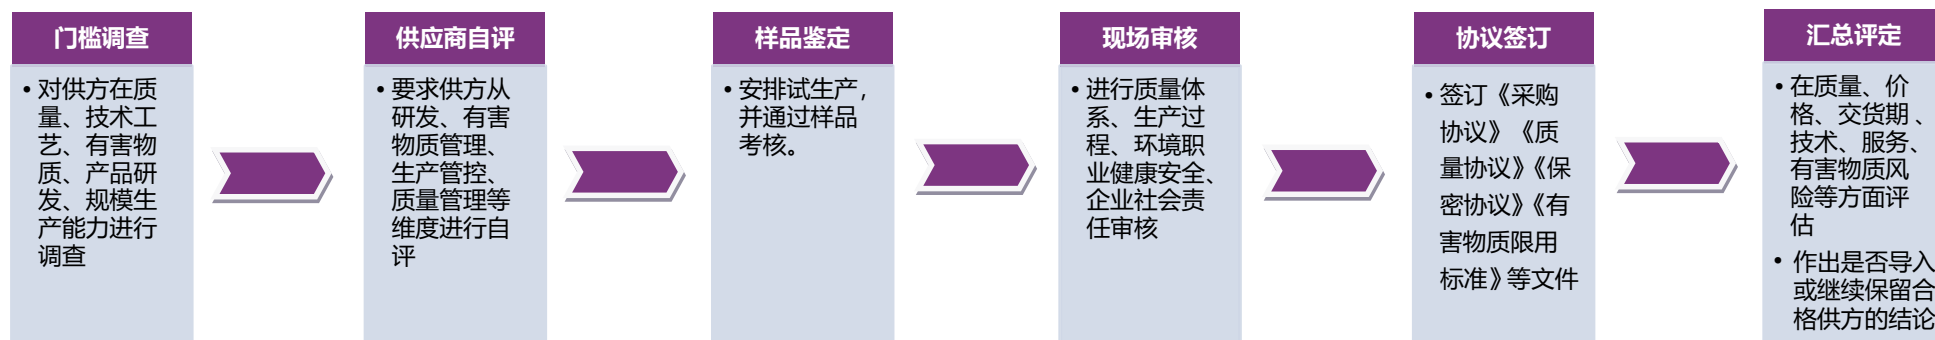 门槛调查
• 对供方在质
量、技术工
艺、有害物
质、产品研
发、规模生
产能力进行
调查
供应商自评
• 要求供方从
研发、有害
物质管理、
生产管控、
质量管理等
维度进行自
评
样品鉴定
• 安排试生产，
并通过样品
考核。
现场审核
• 进行质量体
系、生产过
程、环境职
业健康安全、
企业社会责
任审核
协议签订
• 签订《采购
协议》《质
量协议》《保
密协议》《有
害物质限用
标准》等文件
汇总评定
• 在质量、价
格、交货期、
技术、服务、
有害物质风
险等方面评
估
• 作出是否导入
或继续保留合
格供方的结论